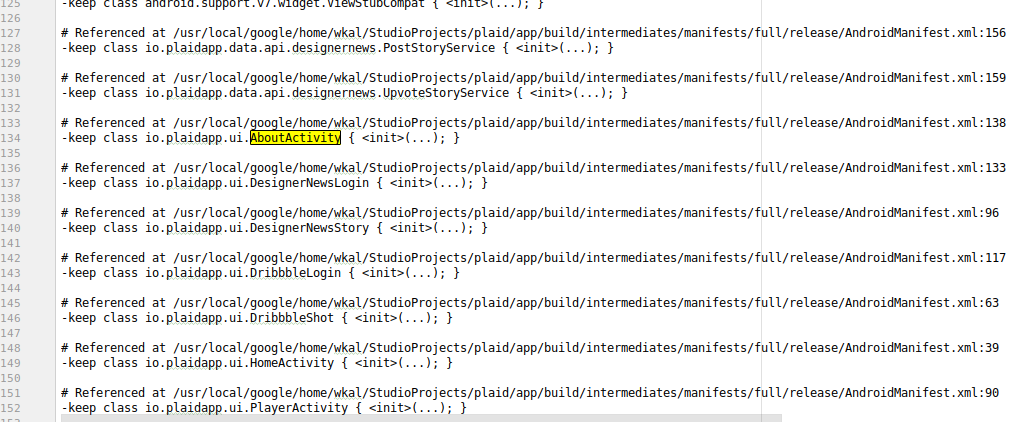 125 -keep class android.support.v7.widget.ViewStubCompat { <init>(...); }
126
127 # Referenced at /usr/local/google/home/wkal/StudioProjects/plaid/app/build/intermediates/manifests/full/release/AndroidManifest.xml:156
128 -keep class io.plaidapp.data.api.designernews.PostStoryService { <init>(...); }
129
130 # Referenced at /usr/local/google/home/wkal/StudioProjects/plaid/app/build/intermediates/manifests/full/release/AndroidManifest.xml:159
131 -keep class io.plaidapp.data.api.designernews.UpvoteStoryService { <init>(...); }
132
133 # Referenced at /usr/local/google/home/wkal/StudioProjects/plaid/app/build/intermediates/manifests/full/release/AndroidManifest.xml:138
134 -keep class io.plaidapp.ui.AboutActivity { <init>(...); }
135
136 # Referenced at /usr/local/google/home/wkal/StudioProjects/plaid/app/build/intermediates/manifests/full/release/AndroidManifest.xml:133
137 -keep class io.plaidapp.ui.DesignerNewsLogin { <init>(...); }
138
139 # Referenced at /usr/local/google/home/wkal/StudioProjects/plaid/app/build/intermediates/manifests/full/release/AndroidManifest.xml:96
140 -keep class io.plaidapp.ui.DesignerNewsStory { <init>(...); }
141
142 # Referenced at /usr/local/google/home/wkal/StudioProjects/plaid/app/build/intermediates/manifests/full/release/AndroidManifest.xml:117
143 -keep class io.plaidapp.ui.DribbbleLogin { <init>(...); }
144
145 # Referenced at /usr/local/google/home/wkal/StudioProjects/plaid/app/build/intermediates/manifests/full/release/AndroidManifest.xml:63
146 -keep class io.plaidapp.ui.DribbbleShot { <init>(...); }
147
148 # Referenced at /usr/local/google/home/wkal/StudioProjects/plaid/app/build/intermediates/manifests/full/release/AndroidManifest.xml:39
149 -keep class io.plaidapp.ui.HomeActivity { <init>(...); }
150
151 # Referenced at /usr/local/google/home/wkal/StudioProjects/plaid/app/build/intermediates/manifests/full/release/AndroidManifest.xml:90
152 -keep class io.plaidapp.ui.PlayerActivity { <init>(...); }